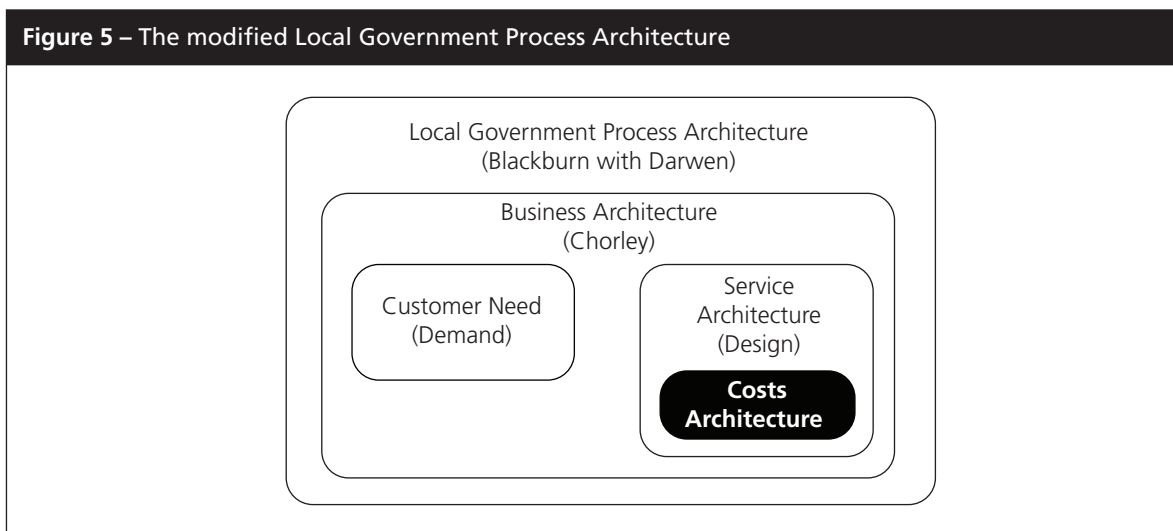 Figure 5 – The modified Local Government Process Architecture
Local Government Process Architecture
(Blackburn with Darwen)
Business Architecture
(Chorley)
Customer Need
(Demand)
Service
Architecture
(Design)
Costs
Architecture